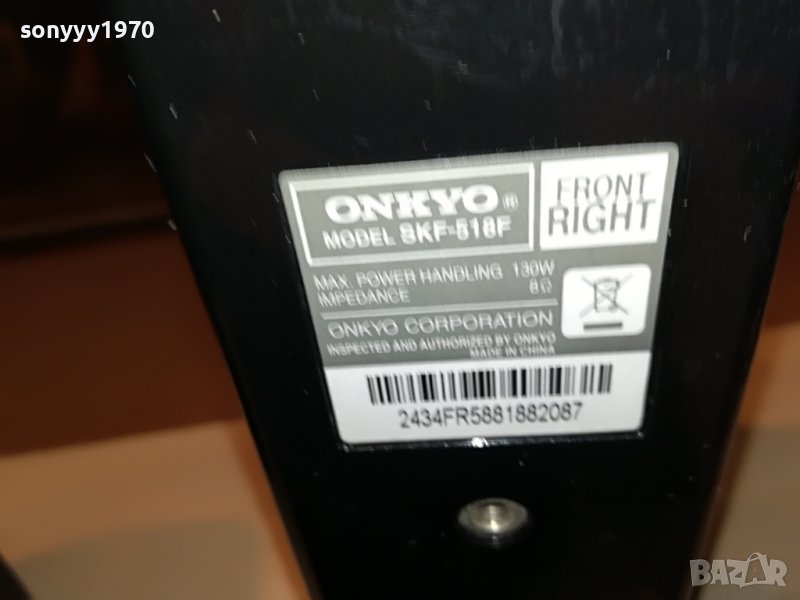 sonyyy1970
ONKYO®
MODEL SKF-518F
FRONT
RIGHT
MAX. POWER HANDLING 130W
IMPEDANCE 8Ω
ONKYO CORPORATION
INSPECTED AND AUTHORIZED BY ONKYO
MADE IN CHINA
2434FR5881882087
BAZAR